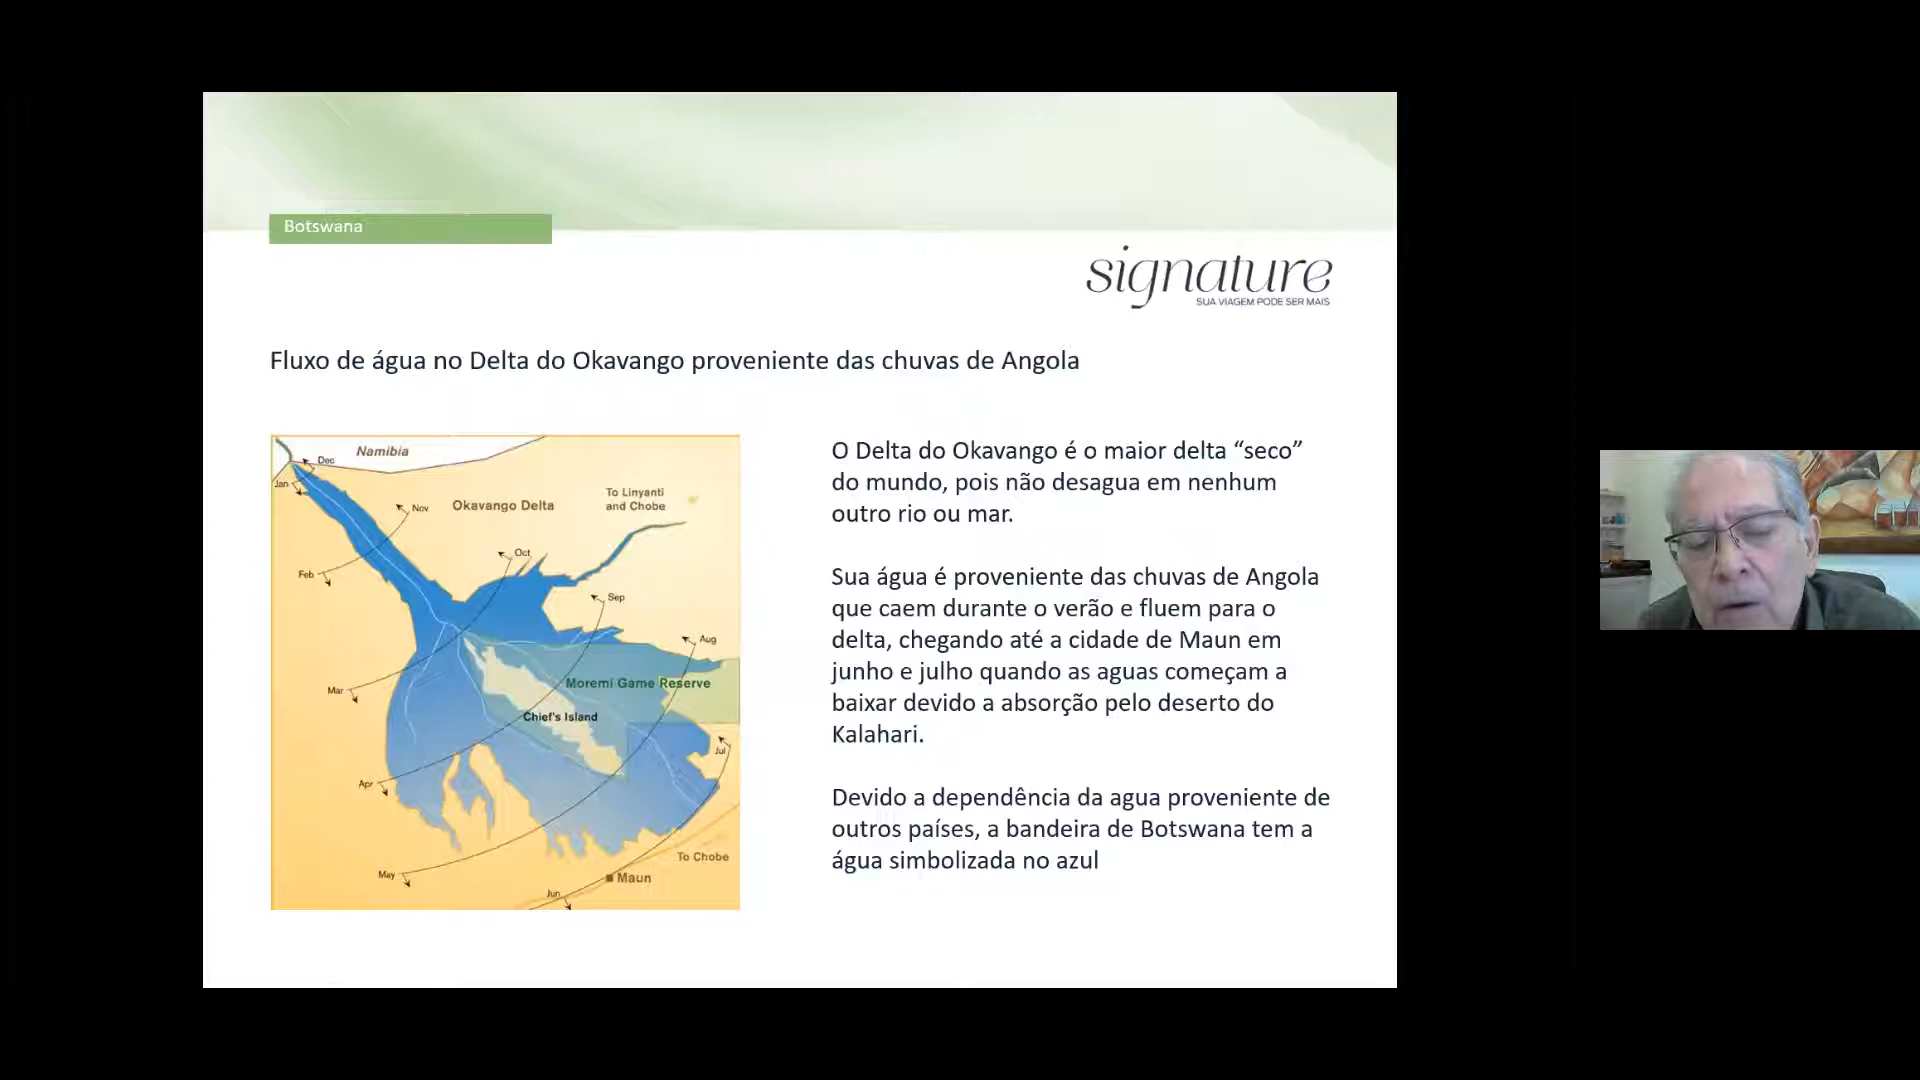 Botswana
signature
SUA VIAGEM PODE SER MAIS
Fluxo de água no Delta do Okavango proveniente das chuvas de Angola
Namibia
Dec
Jan
Nov
Okavango Delta
To Linyanti
and Chobe
Oct
Feb
Sep
Aug
Mar
Moremi Game Reserve
Chief's Island
Jul
Apr
To Chobe
May
Maun
Jun
O Delta do Okavango é o maior delta “seco”
do mundo, pois não desagua em nenhum
outro rio ou mar.
Sua água é proveniente das chuvas de Angola
que caem durante o verão e fluem para o
delta, chegando até a cidade de Maun em
junho e julho quando as aguas começam a
baixar devido a absorção pelo deserto do
Kalahari.
Devido a dependência da agua proveniente de
outros países, a bandeira de Botswana tem a
água simbolizada no azul